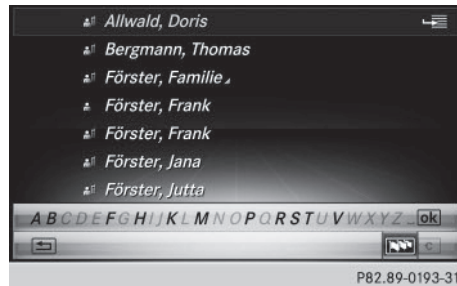 Allwald, Doris
Bergmann, Thomas
Förster, Familie
Förster, Frank
Förster, Frank
Förster, Jana
Förster, Jutta
A B C D E F G H I J K L M N O P Q R S T U V W X Y Z _ ok
C
P82.89-0193-31